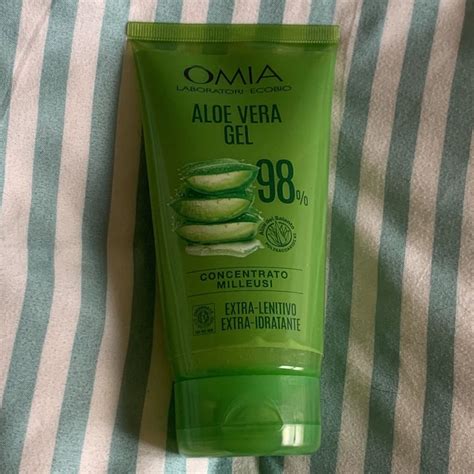 OMIA
LABORATORI ECOBIO
ALOE VERA
GEL
98%
CONCENTRATO
MILLEUSI
EXTRA-LENITIVO
EXTRA-IDRATANTE